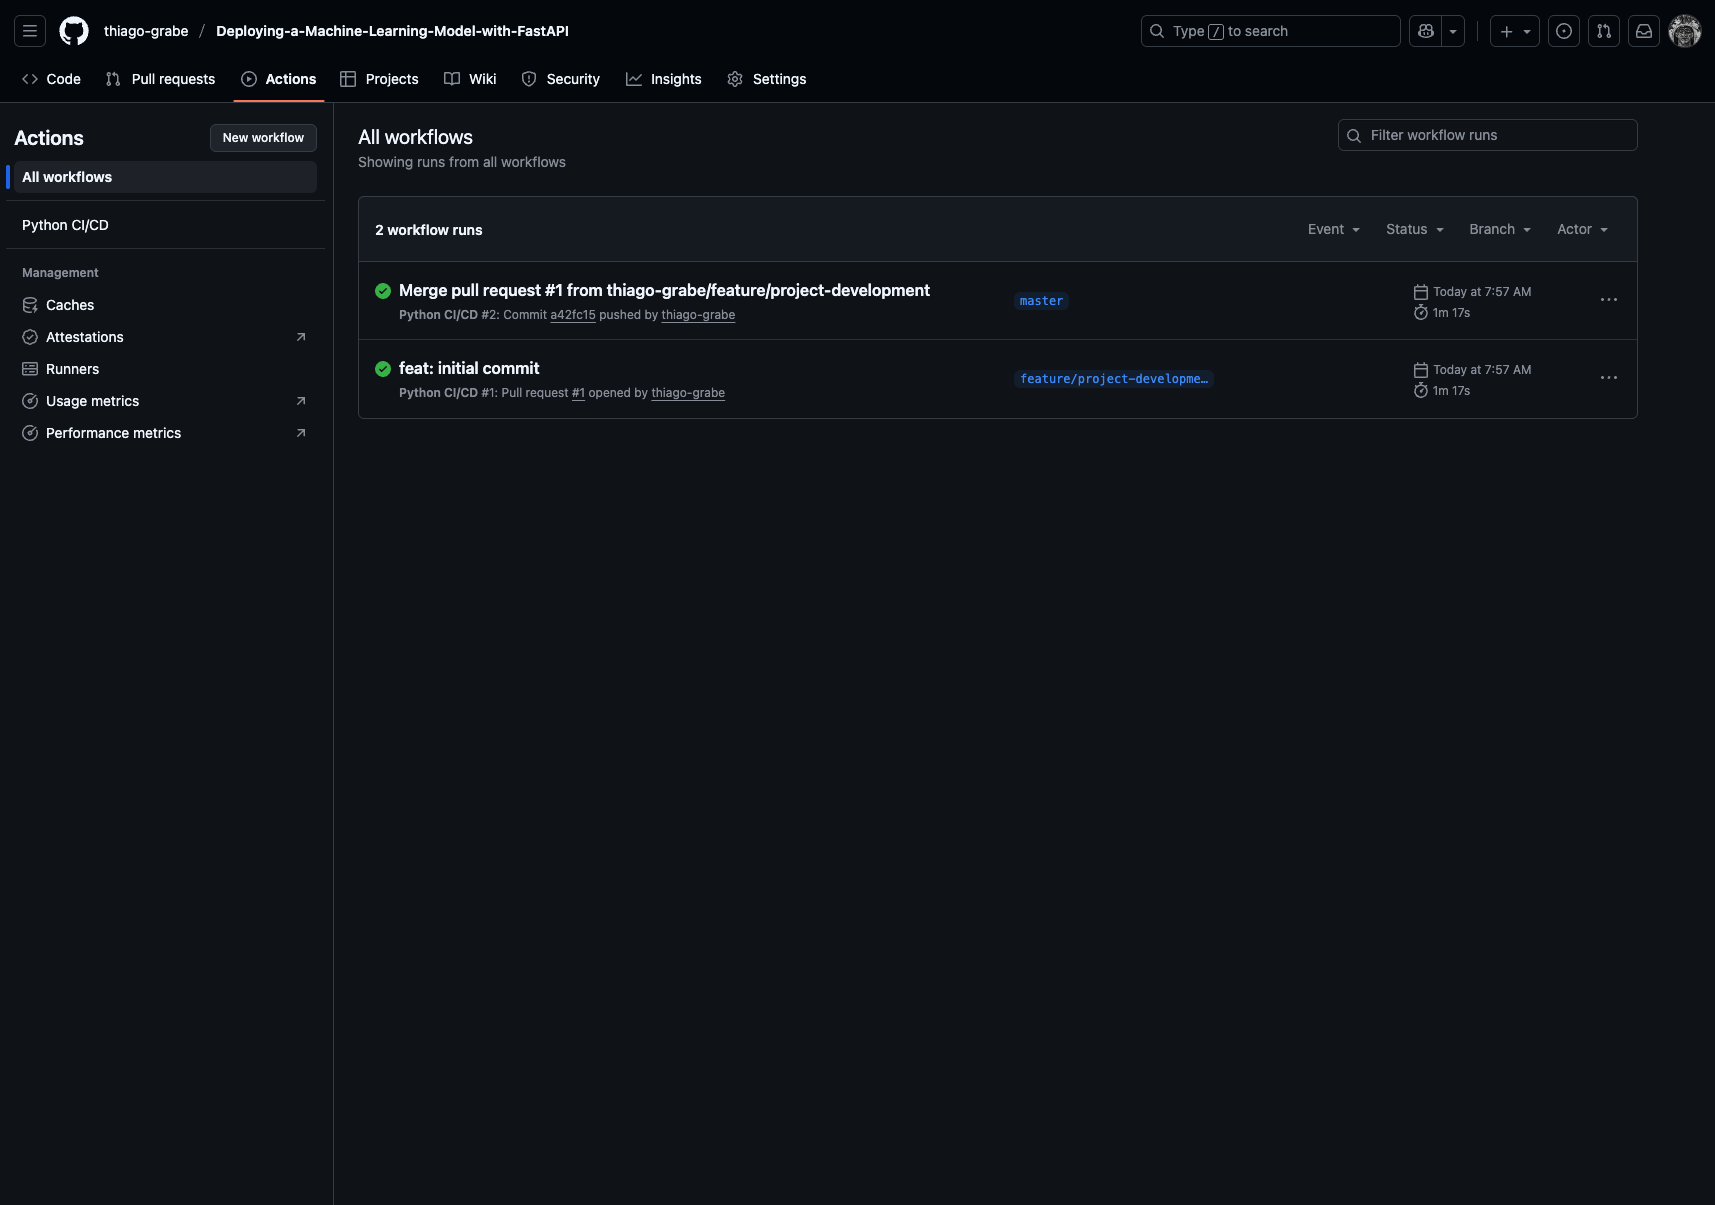 thiago-grabe / Deploying-a-Machine-Learning-Model-with-FastAPI
Type / to search
Code
Pull requests
Actions
Projects
Wiki
Security
Insights
Settings
Actions
New workflow
All workflows
Python CI/CD
Management
Caches
Attestations
Runners
Usage metrics
Performance metrics
All workflows
Showing runs from all workflows
Filter workflow runs
2 workflow runs
Event
Status
Branch
Actor
Merge pull request #1 from thiago-grabe/feature/project-development
Python CI/CD #2: Commit a42fc15 pushed by thiago-grabe
master
Today at 7:57 AM
1m 17s
feat: initial commit
Python CI/CD #1: Pull request #1 opened by thiago-grabe
feature/project-developme…
Today at 7:57 AM
1m 17s